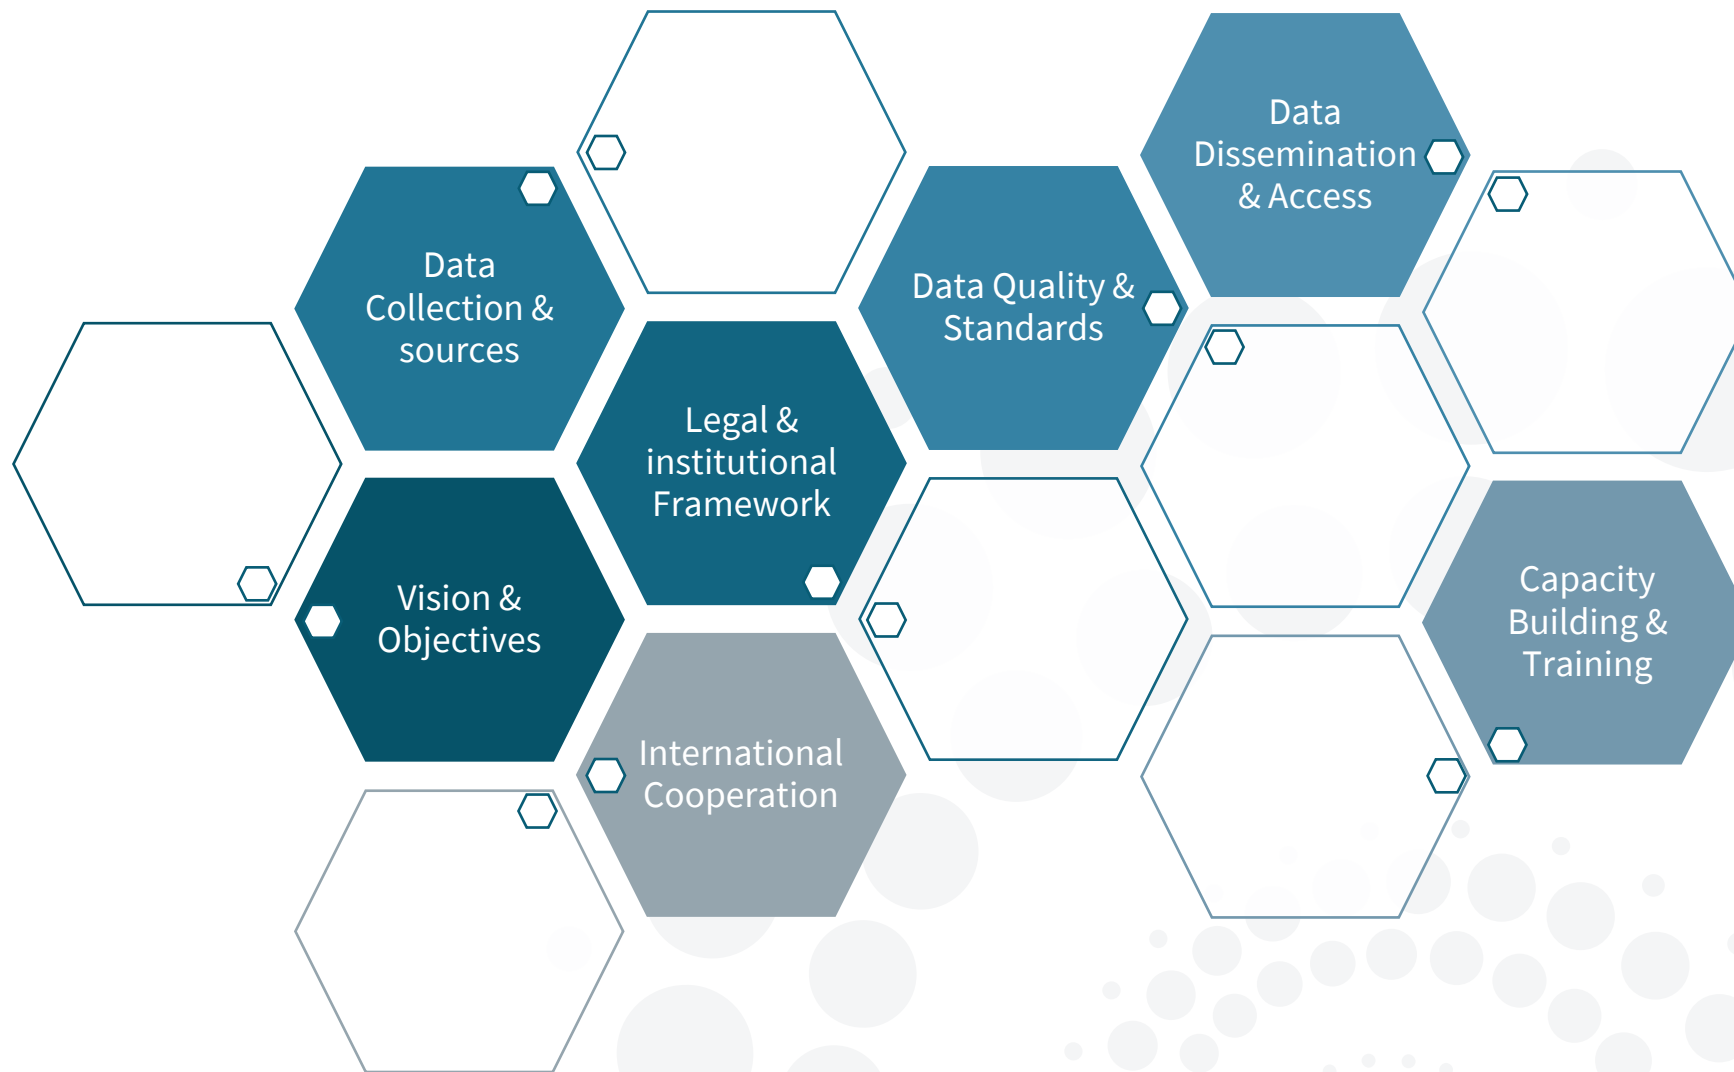 Data
Dissemination
& Access
Data
Collection &
sources
Data Quality &
Standards
Legal &
institutional
Framework
Vision &
Objectives
Capacity
Building &
Training
International
Cooperation